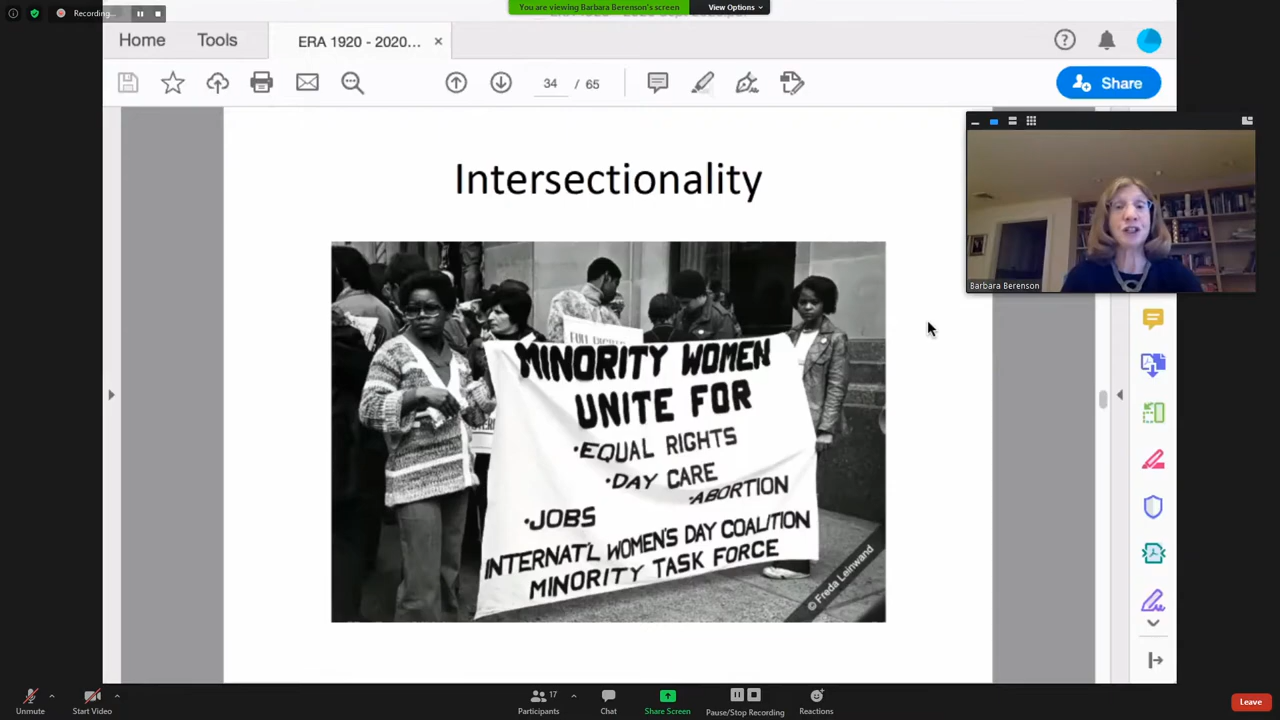 Recording...
You are viewing Barbara Berenson's screen
View Options
Home
Tools
ERA 1920 - 2020...
34 / 65
Share
Intersectionality
Barbara Berenson
MINORITY WOMEN
UNITE FOR
•EQUAL RIGHTS
•DAY CARE
•ABORTION
•JOBS
INTERNAT'L WOMEN'S DAY COALITION
MINORITY TASK FORCE
© Freda Leinwand
Unmute
Start Video
Participants
17
Chat
Share Screen
Pause/Stop Recording
Reactions
Leave